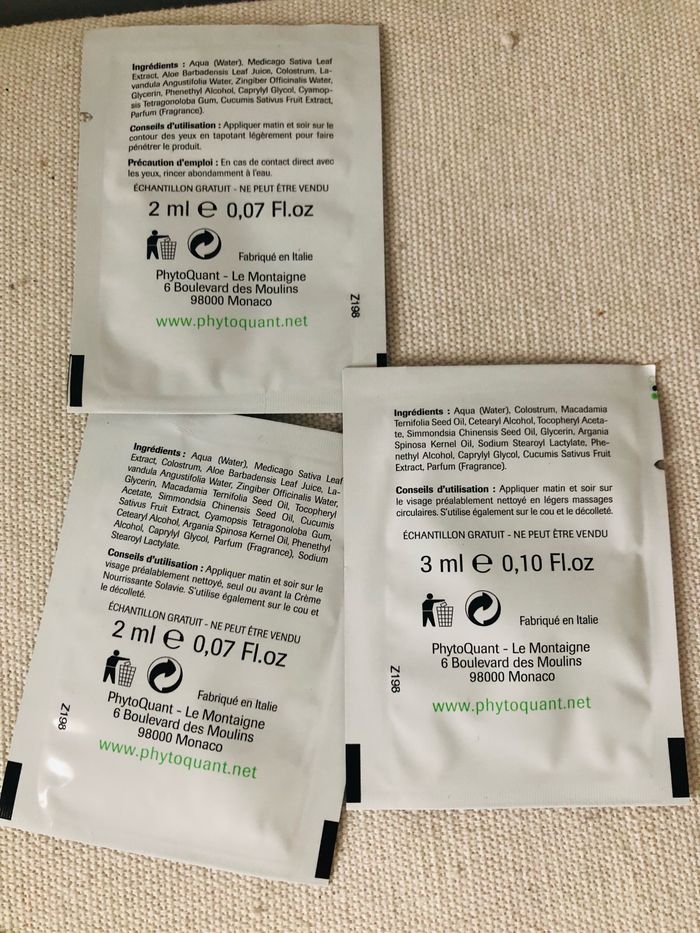 Ingrédients : Aqua (Water), Medicago Sativa Leaf
Extract, Aloe Barbadensis Leaf Juice, Colostrum, La-
vandula Angustifolia Water, Zingiber Officinalis Water,
Glycerin, Phenethyl Alcohol, Caprylyl Glycol, Cyamop-
sis Tetragonoloba Gum, Cucumis Sativus Fruit Extract,
Parfum (Fragrance).
Conseils d'utilisation : Appliquer matin et soir sur le
contour des yeux en tapotant légèrement pour faire
pénétrer le produit.
Précaution d'emploi : En cas de contact direct avec
les yeux, rincer abondamment à l'eau.
ÉCHANTILLON GRATUIT - NE PEUT ÊTRE VENDU
2 ml e 0,07 Fl.oz
Fabriqué en Italie
PhytoQuant - Le Montaigne
6 Boulevard des Moulins
98000 Monaco
www.phytoquant.net
Z198
Ingrédients : Aqua (Water), Medicago Sativa Leaf
Extract, Colostrum, Aloe Barbadensis Leaf Juice, La-
vandula Angustifolia Water, Zingiber Officinalis Water,
Glycerin, Macadamia Ternifolia Seed Oil, Tocopheryl
Acetate, Simmondsia Chinensis Seed Oil, Cucumis
Sativus Fruit Extract, Cyamopsis Tetragonoloba Gum,
Cetearyl Alcohol, Argania Spinosa Kernel Oil, Phenethyl
Alcohol, Caprylyl Glycol, Parfum (Fragrance), Sodium
Stearoyl Lactylate.
Conseils d'utilisation : Appliquer matin et soir sur le
visage préalablement nettoyé, seul ou avant la Crème
Nourrissante Solavie. S'utilise également sur le cou et
le décolleté.
ÉCHANTILLON GRATUIT - NE PEUT ÊTRE VENDU
2 ml e 0,07 Fl.oz
Fabriqué en Italie
PhytoQuant - Le Montaigne
6 Boulevard des Moulins
98000 Monaco
www.phytoquant.net
Z198
Ingrédients : Aqua (Water), Colostrum, Macadamia
Ternifolia Seed Oil, Cetearyl Alcohol, Tocopheryl Aceta-
te, Simmondsia Chinensis Seed Oil, Glycerin, Argania
Spinosa Kernel Oil, Sodium Stearoyl Lactylate, Phe-
nethyl Alcohol, Caprylyl Glycol, Cucumis Sativus Fruit
Extract, Parfum (Fragrance).
Conseils d'utilisation : Appliquer matin et soir sur
le visage préalablement nettoyé en légers massages
circulaires. S'utilise également sur le cou et le décolleté.
ÉCHANTILLON GRATUIT - NE PEUT ÊTRE VENDU
3 ml e 0,10 Fl.oz
Fabriqué en Italie
PhytoQuant - Le Montaigne
6 Boulevard des Moulins
98000 Monaco
www.phytoquant.net
Z198